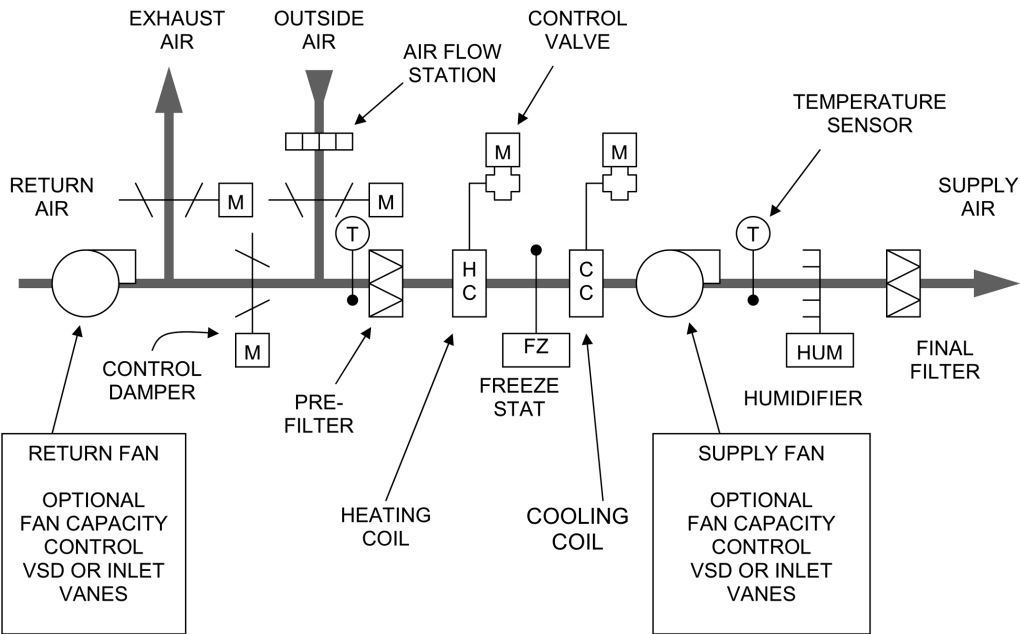 EXHAUST
AIR
OUTSIDE
AIR
AIR FLOW
STATION
CONTROL
VALVE
TEMPERATURE
SENSOR
RETURN
AIR
SUPPLY
AIR
M
M
M
M
T
T
H
C
C
C
M
FZ
HUM
CONTROL
DAMPER
PRE-
FILTER
FREEZE
STAT
HUMIDIFIER
FINAL
FILTER
HEATING
COIL
COOLING
COIL
RETURN FAN
OPTIONAL
FAN CAPACITY
CONTROL
VSD OR INLET
VANES
SUPPLY FAN
OPTIONAL
FAN CAPACITY
CONTROL
VSD OR INLET
VANES